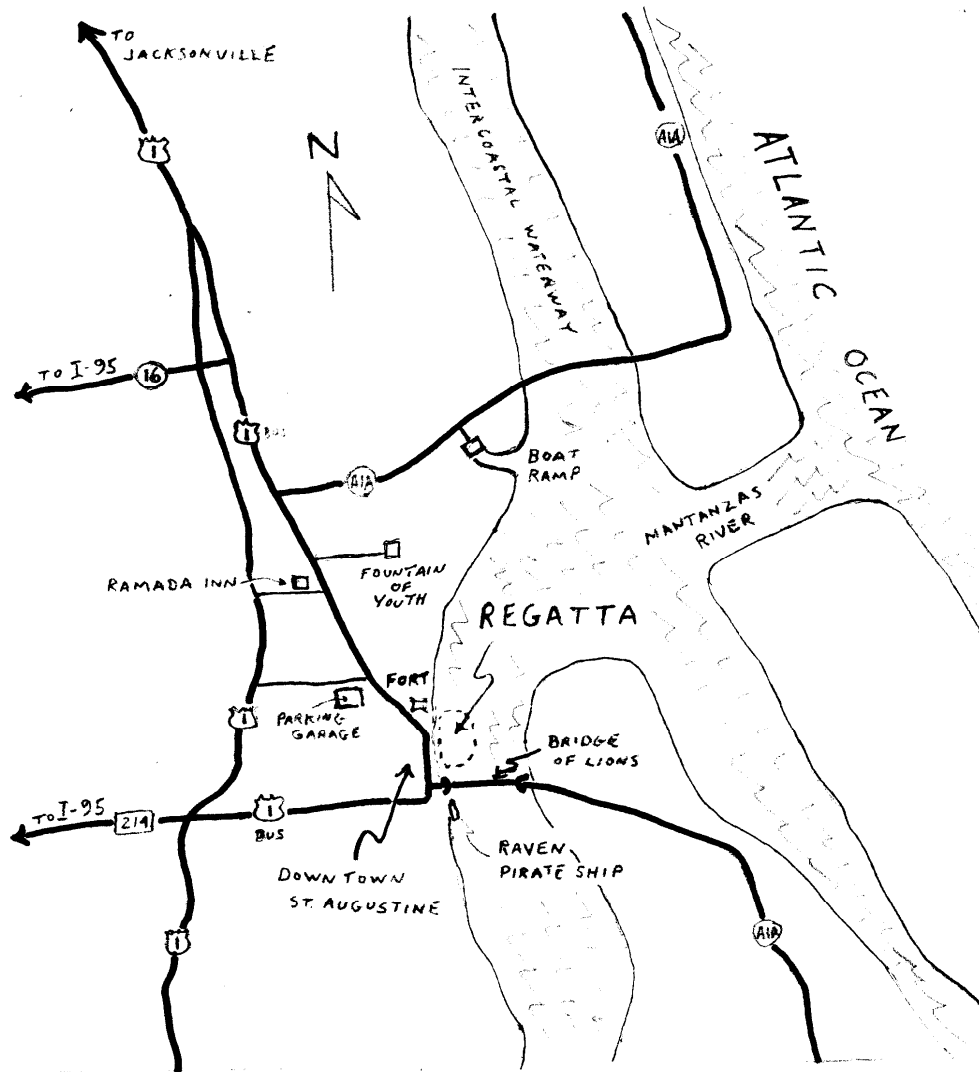 TO
JACKSONVILLE
1
N
INTERCOASTAL WATERWAY
A1A
ATLANTIC
OCEAN
TO I-95
16
1 BUS
A1A
BOAT
RAMP
MANTANZAS
RIVER
RAMADA INN
FOUNTAIN
OF
YOUTH
REGATTA
FORT
1
PARKING
GARAGE
BRIDGE
OF LIONS
TO I-95
214
1
BUS
RAVEN
PIRATE SHIP
DOWNTOWN
ST. AUGUSTINE
1
A1A